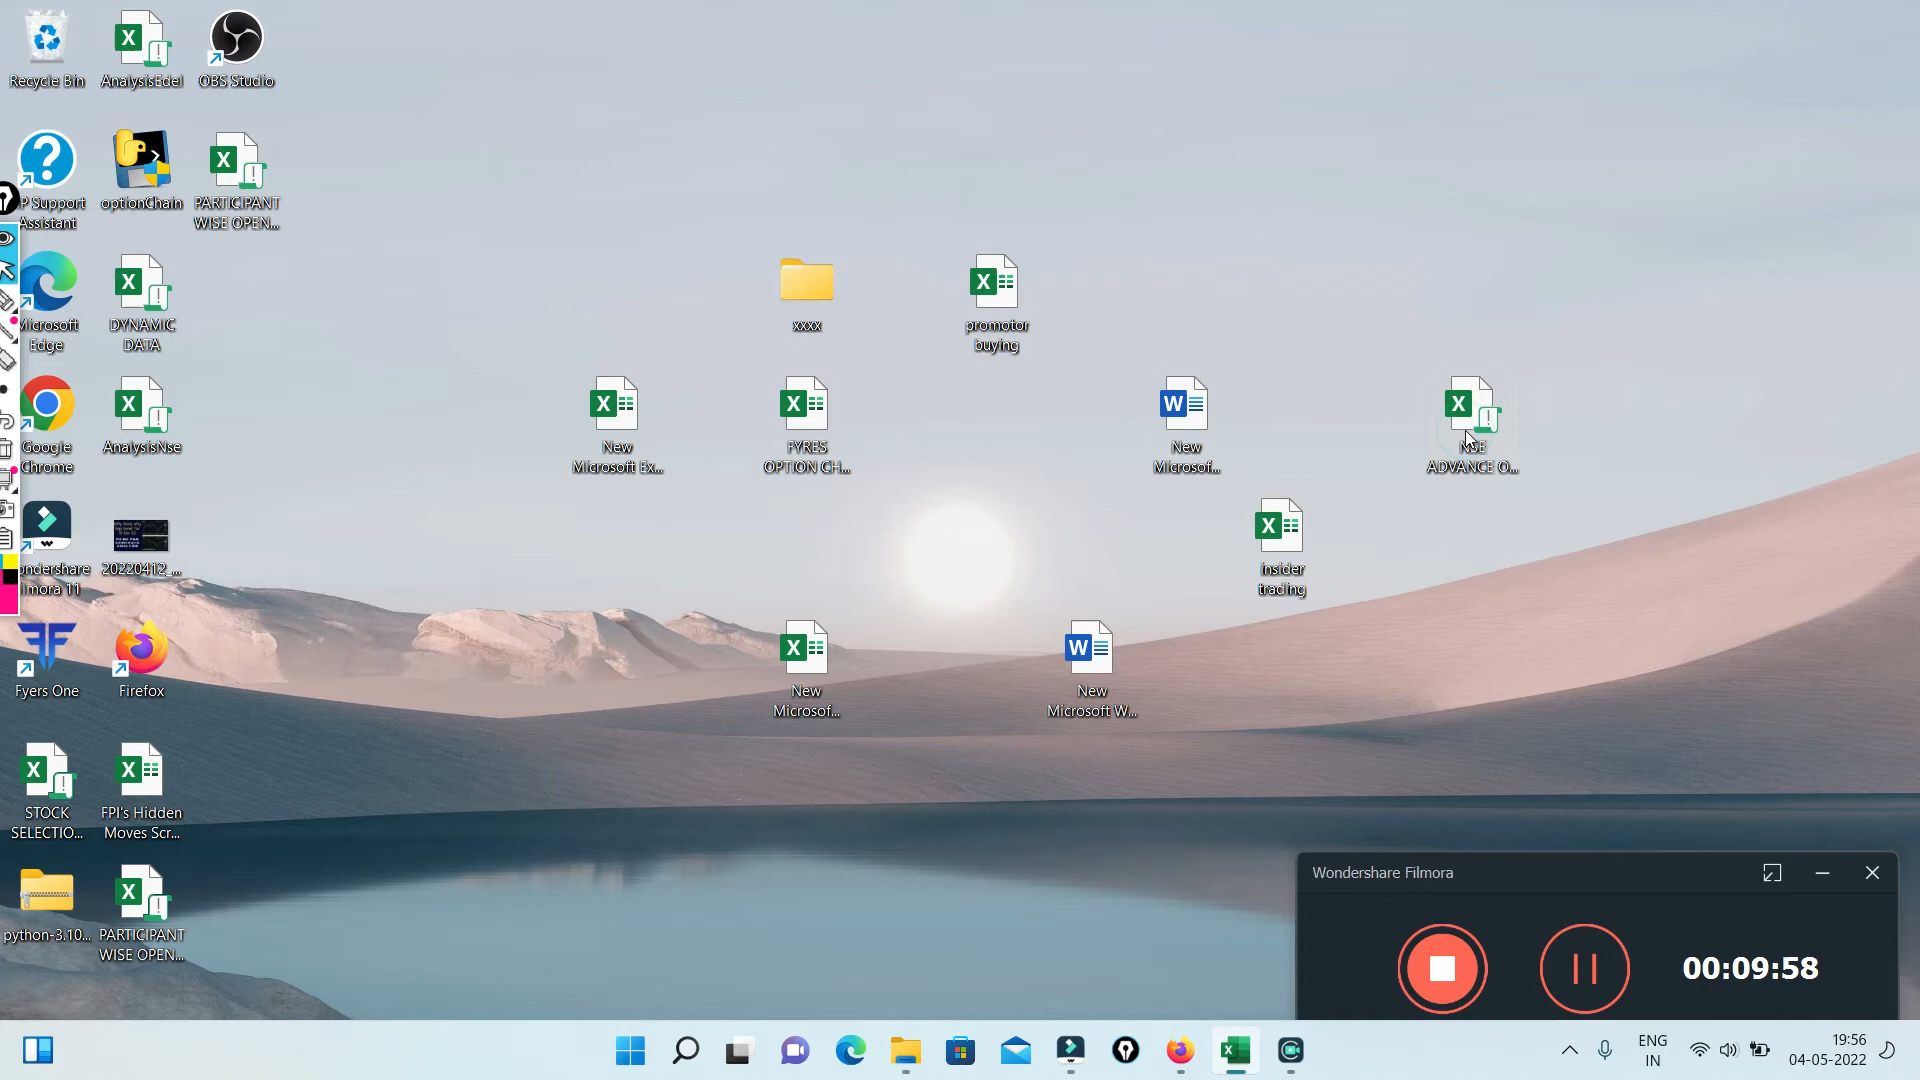 Recycle Bin
AnalysisEdel
OBS Studio
P Support
Assistant
optionChain
PARTICIPANT
WISE OPEN...
Microsoft
Edge
DYNAMIC
DATA
xxxx
promotor
buying
Google
Chrome
AnalysisNse
New
Microsoft Ex...
FYRES
OPTION CH...
New
Microsof...
NSE
ADVANCE O...
ondershare
lmora 11
20220412_...
insider
trading
Fyers One
Firefox
New
Microsof...
New
Microsoft W...
STOCK
SELECTIO...
FPI's Hidden
Moves Scr...
python-3.10...
PARTICIPANT
WISE OPEN...
Wondershare Filmora
00:09:58
ENG
IN
19:56
04-05-2022